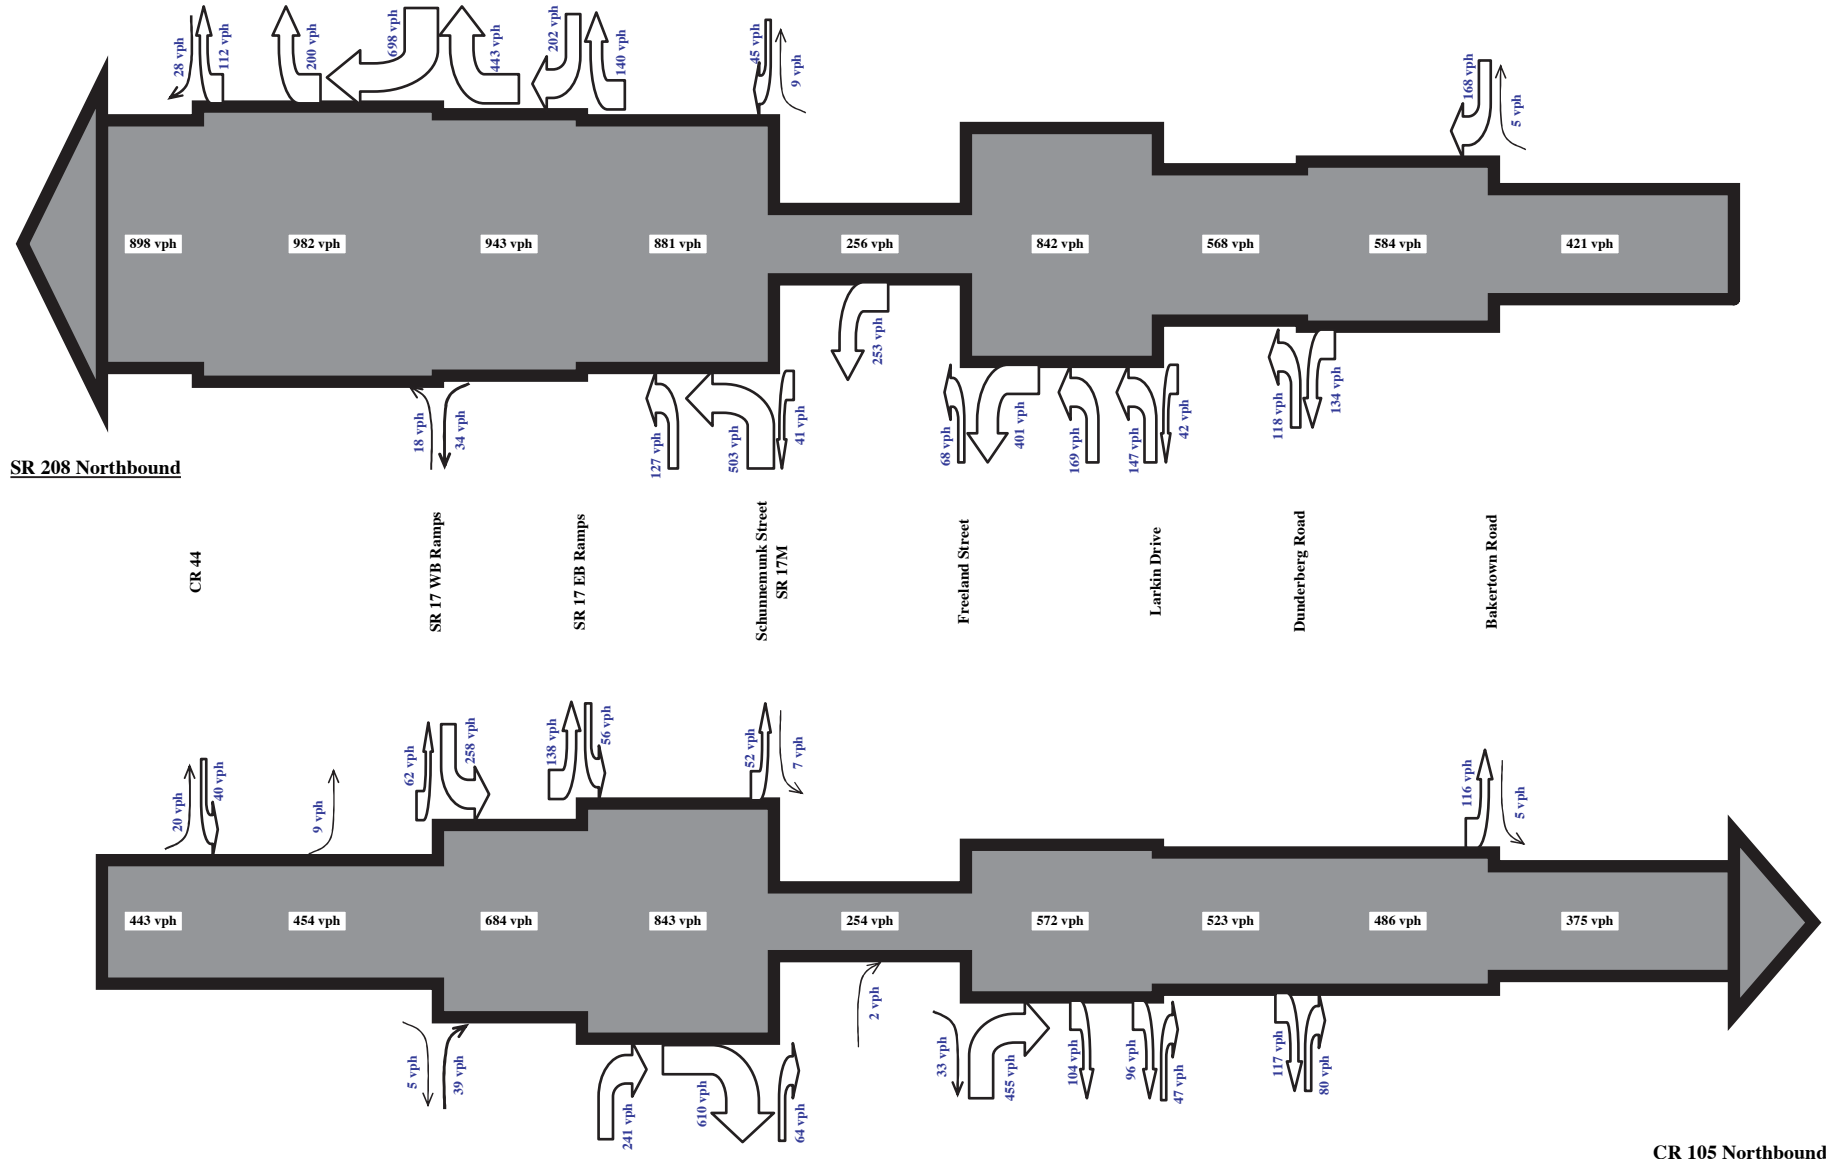 28 vph
112 vph
200 vph
698 vph
443 vph
202 vph
140 vph
45 vph
9 vph
168 vph
5 vph
898 vph
982 vph
943 vph
881 vph
256 vph
842 vph
568 vph
584 vph
421 vph
18 vph
34 vph
127 vph
503 vph
41 vph
253 vph
68 vph
401 vph
169 vph
147 vph
42 vph
118 vph
134 vph
SR 208 Northbound
CR 44
SR 17 WB Ramps
SR 17 EB Ramps
Schunnemunk Street
SR 17M
Freeland Street
Larkin Drive
Dunderberg Road
Bakertown Road
20 vph
40 vph
9 vph
62 vph
258 vph
138 vph
56 vph
52 vph
7 vph
116 vph
5 vph
443 vph
454 vph
684 vph
843 vph
254 vph
572 vph
523 vph
486 vph
375 vph
5 vph
39 vph
241 vph
610 vph
64 vph
2 vph
33 vph
455 vph
104 vph
96 vph
47 vph
117 vph
80 vph
CR 105 Northbound